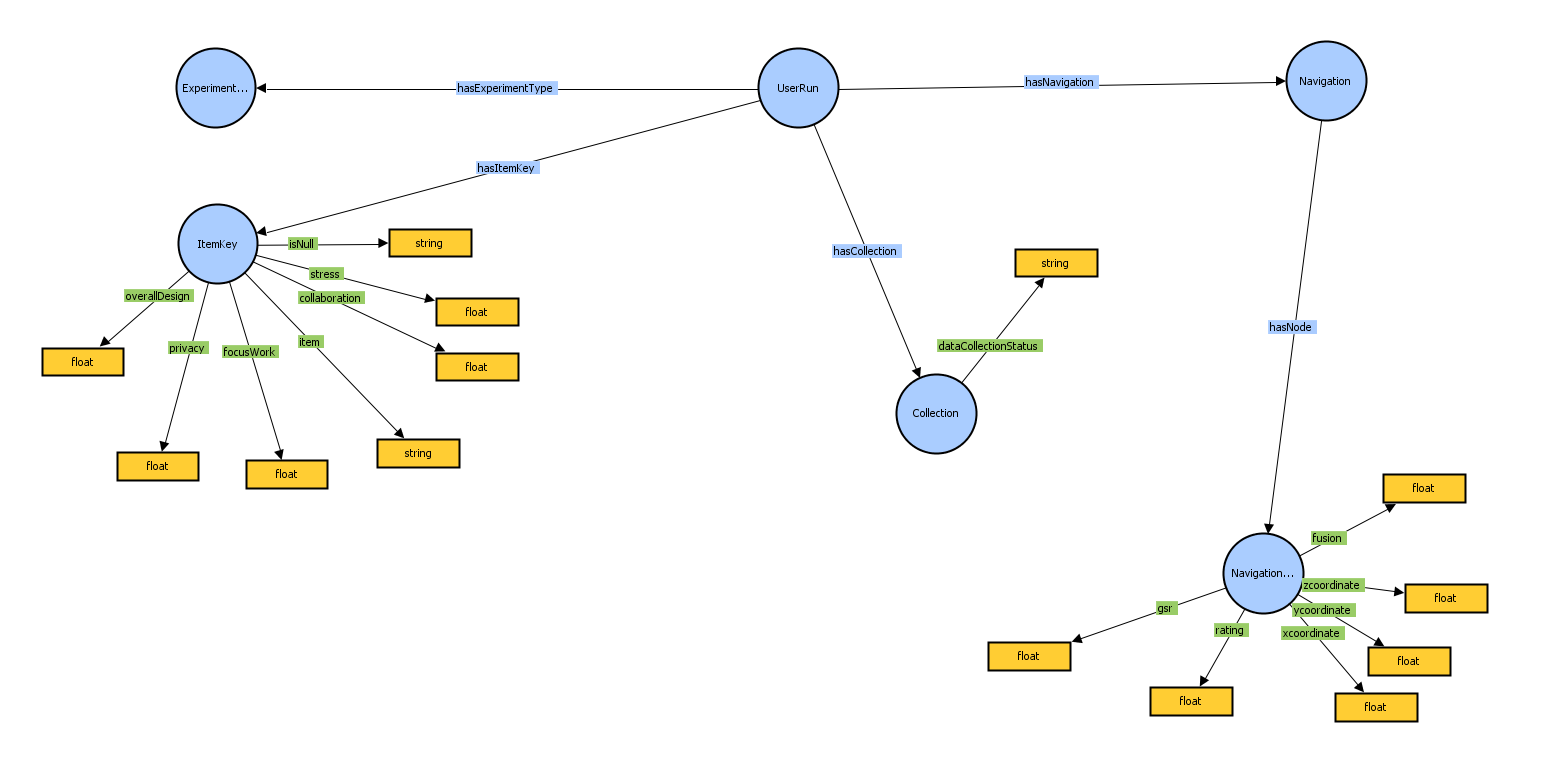 Experiment...
hasExperimentType
UserRun
hasNavigation
Navigation
hasItemKey
ItemKey
isNull
string
hasCollection
string
stress
overallDesign
collaboration
float
hasNode
item
privacy
focusWork
dataCollectionStatus
float
float
Collection
string
float
float
float
fusion
Navigation...
zcoordinate
float
gsr
ycoordinate
rating
xcoordinate
float
float
float
float